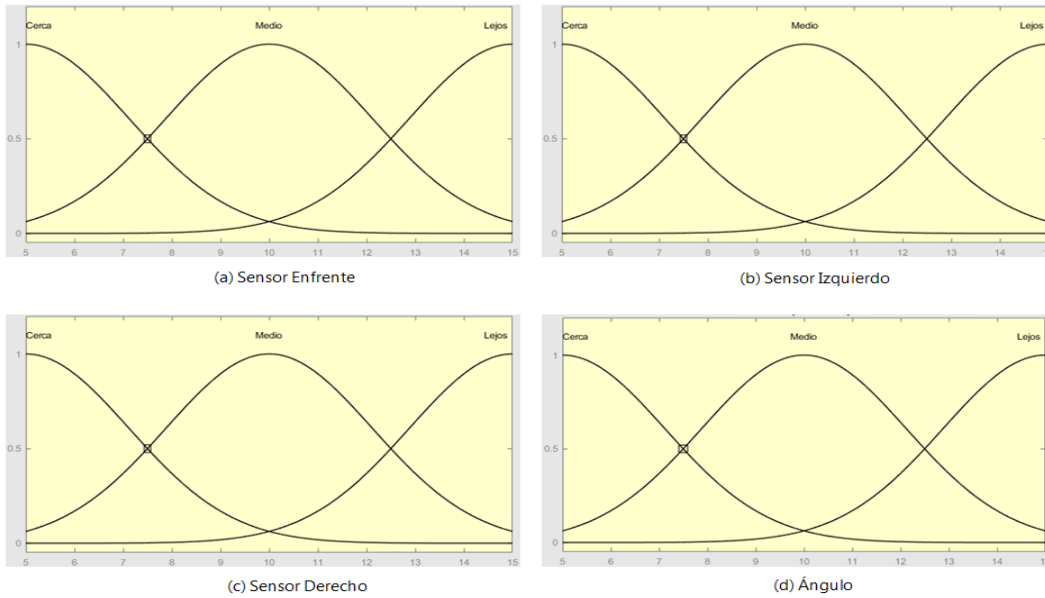 Cerca Medio Lejos
1
0.5
0
5 6 7 8 9 10 11 12 13 14 15
(a) Sensor Enfrente
Cerca Medio Lejos
1
0.5
0
5 6 7 8 9 10 11 12 13 14 1
(b) Sensor Izquierdo
Cerca Medio Lejos
1
0.5
0
5 6 7 8 9 10 11 12 13 14 15
(c) Sensor Derecho
Cerca Medio Lejos
1
0.5
0
5 6 7 8 9 10 11 12 13 14 1
(d) Ángulo